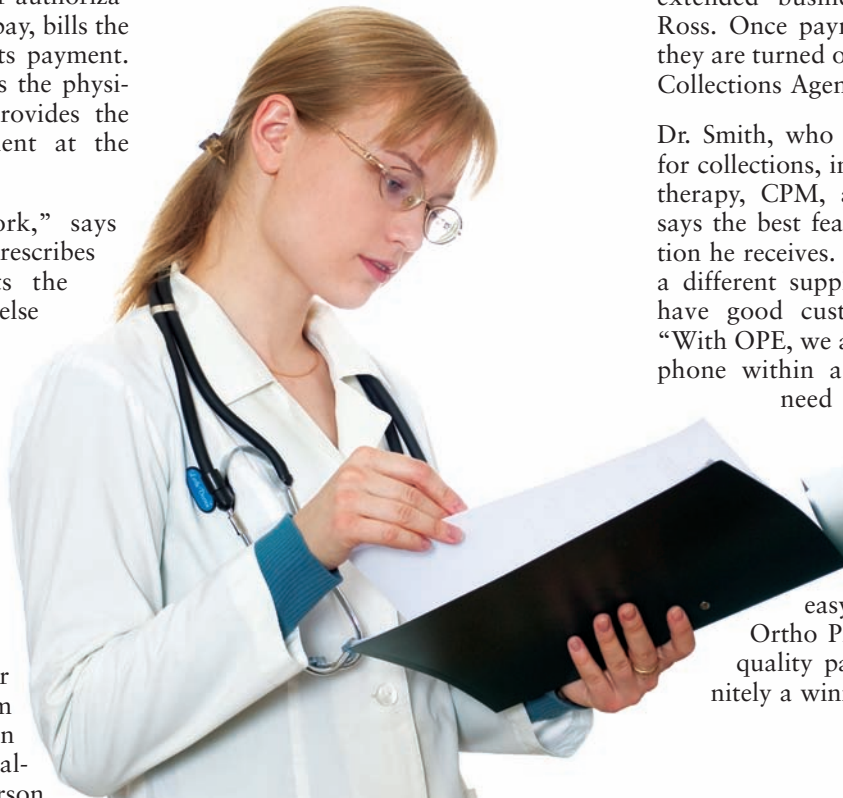 authoriza-
pay, bills the
ts payment.
s the physi-
rovides the
ent at the
ork,” says
rescribes
s the
else
r
m
n
al-
erson
extended busin
Ross. Once payr
they are turned o
Collections Agen
Dr. Smith, who
for collections, in
therapy, CPM, a
says the best fea
tion he receives.
a different supp
have good cust
“With OPE, we a
phone within a
need
easy
Ortho P
quality pa
nitely a win